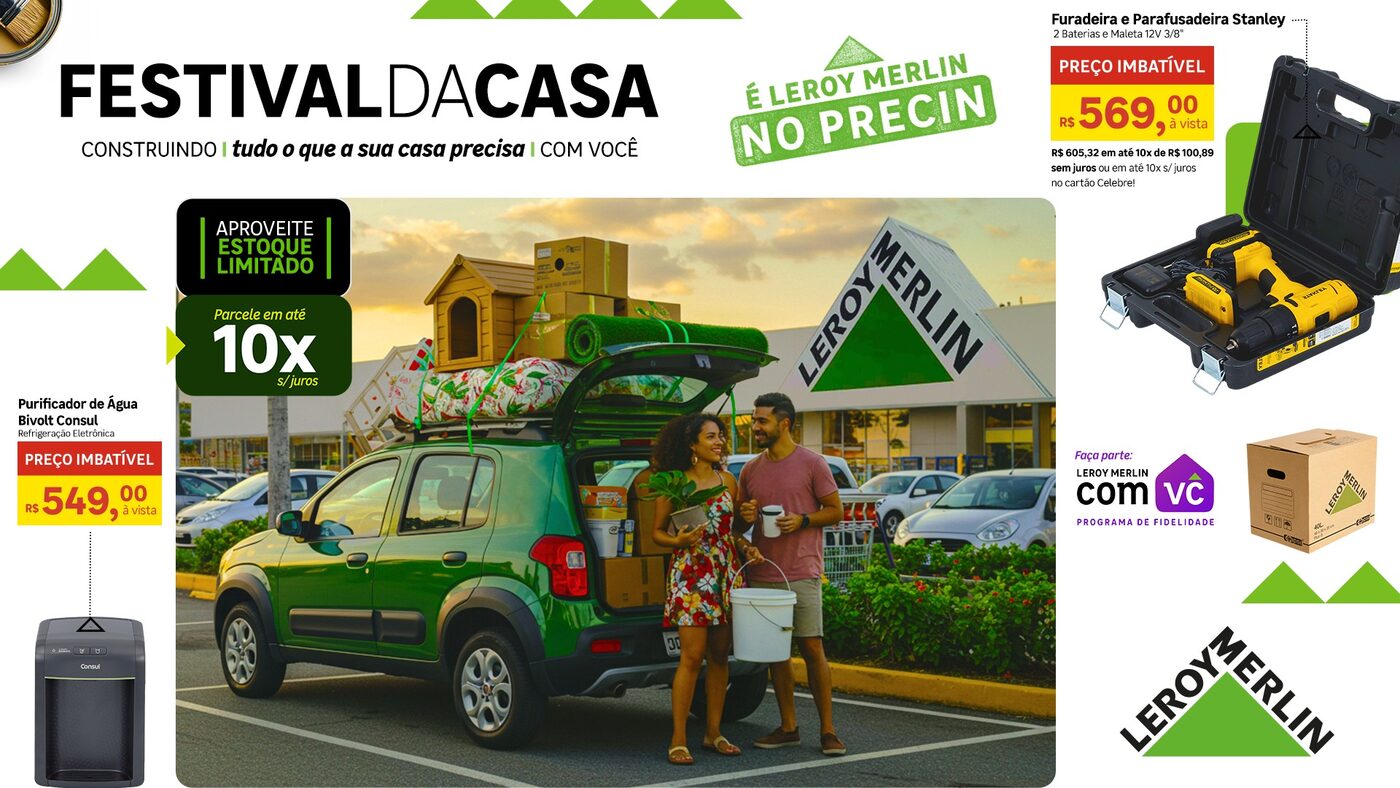 FESTIVALDACASA
CONSTRUINDO | tudo o que a sua casa precisa | COM VOCÊ
É LEROY MERLIN
NO PRECIN
Furadeira e Parafusadeira Stanley
2 Baterias e Maleta 12V 3/8"
PREÇO IMBATÍVEL
R$ 569,00
à vista
R$ 605,32 em até 10x de R$ 100,89
sem juros ou em até 10x s/ juros
no cartão Celebre!
APROVEITE
ESTOQUE
LIMITADO
Parcele em até
10x
s/juros
LEROY MERLIN
Purificador de Água
Bivolt Consul
Refrigeração Eletrônica
PREÇO IMBATÍVEL
R$ 549,00
à vista
Consul
Faça parte:
LEROY MERLIN
com vc
PROGRAMA DE FIDELIDADE
LEROY MERLIN
LEROY MERLIN